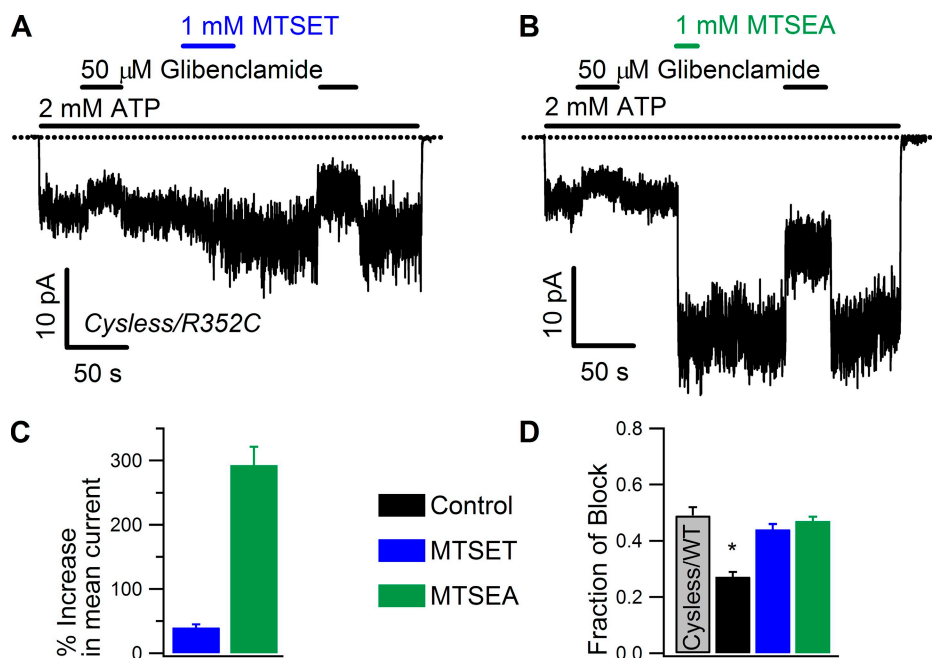 A
1 mM MTSET
50 μM Glibenclamide
2 mM ATP
10 pA
Cysless/R352C
50 s
B
1 mM MTSEA
50 μM Glibenclamide
2 mM ATP
10 pA
50 s
C
% Increase
in mean current
300
200
100
0
Control
MTSET
MTSEA
D
Fraction of Block
0.8
0.6
0.4
0.2
0.0
Cysless/WT
*